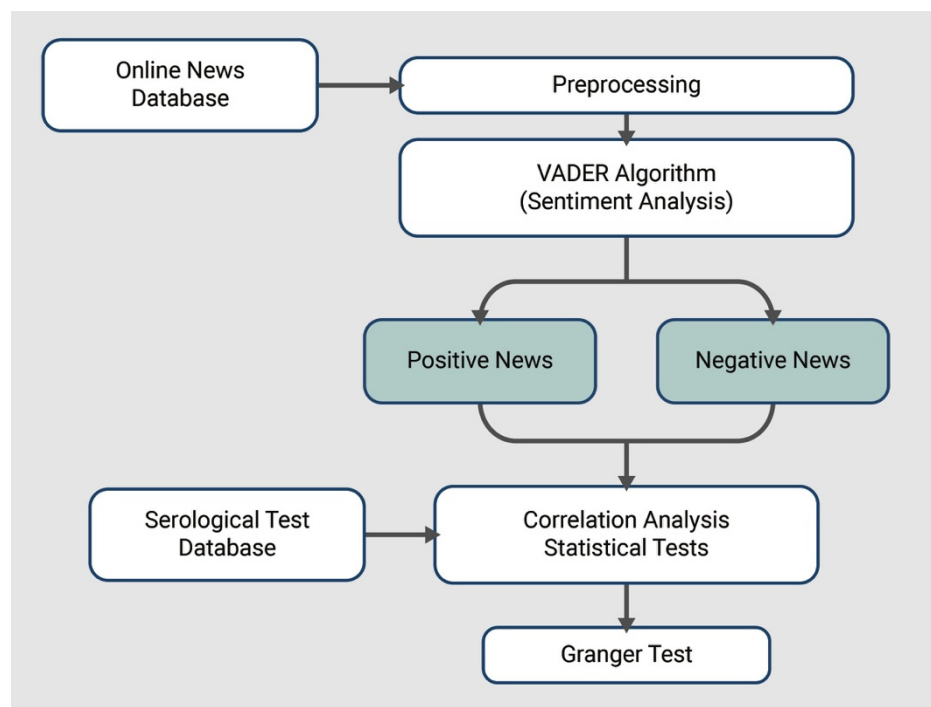 Online News
Database
Preprocessing
VADER Algorithm
(Sentiment Analysis)
Positive News
Negative News
Serological Test
Database
Correlation Analysis
Statistical Tests
Granger Test